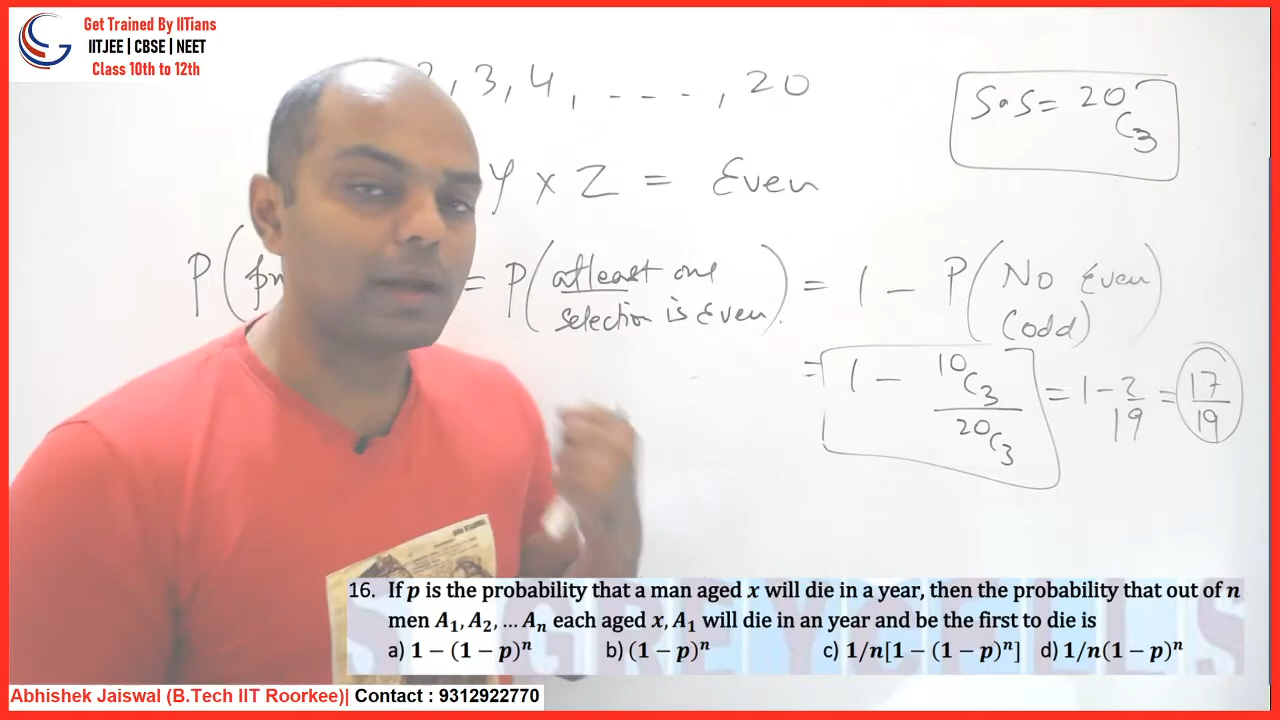 Get Trained By IITians
IITJEE | CBSE | NEET
Class 10th to 12th
, 3, 4, - - - ., 20
S.S = 20C3
Y x Z = Even
P( = P(atleast one selection is Even) = 1 - P(No Even (odd))
= 1 - 10C3/20C3 = 1 - 2/19 = 17/19
16. If p is the probability that a man aged x will die in a year, then the probability that out of n
men A₁, A₂, … Aₙ each aged x, A₁ will die in an year and be the first to die is
a) 1 − (1 − p)ⁿ b) (1 − p)ⁿ c) 1/n[1 − (1 − p)ⁿ] d) 1/n(1 − p)ⁿ
Abhishek Jaiswal (B.Tech IIT Roorkee)| Contact : 9312922770